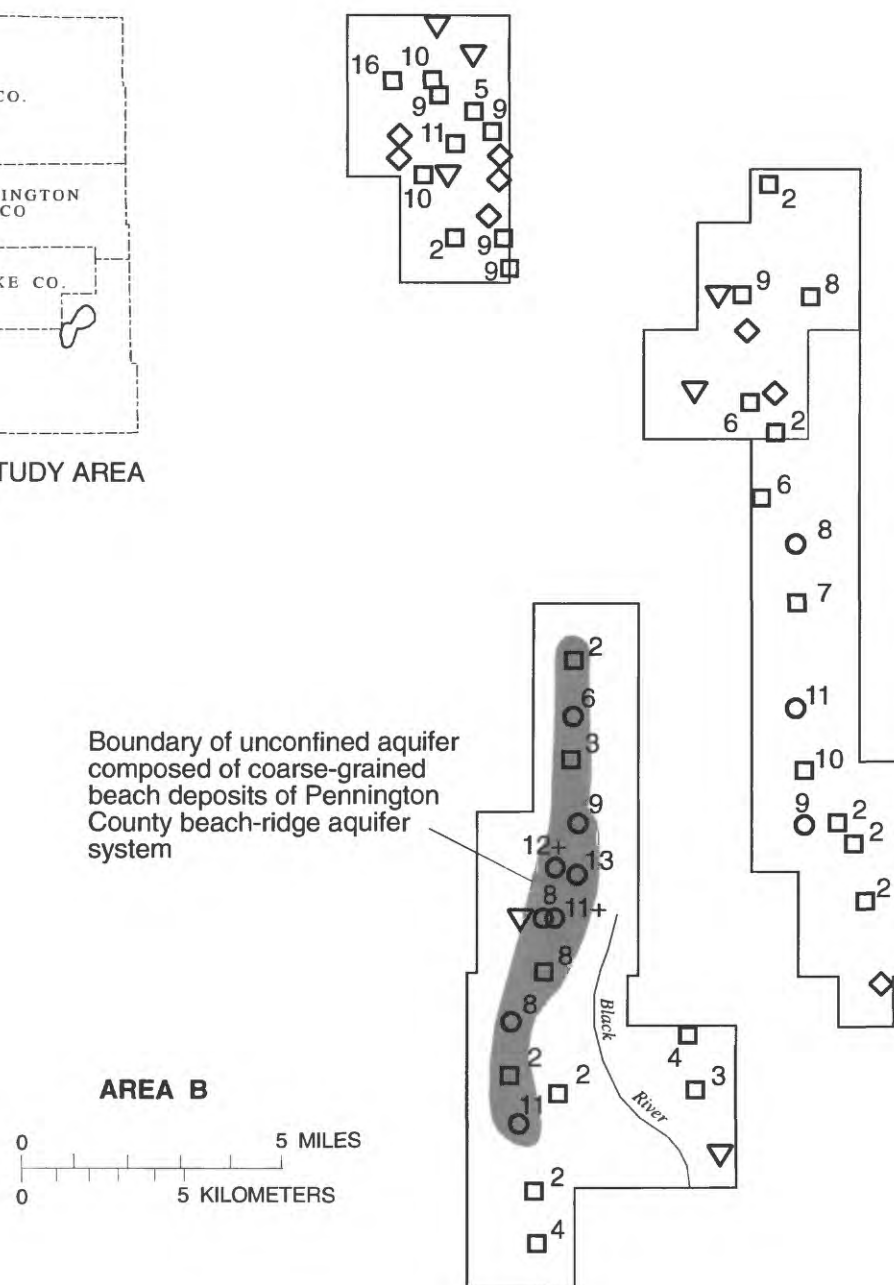 CO.
INGTON
CO
KE CO.
TUDY AREA
10
16
9
5
9
11
10
2
9
9
2
9
8
6
2
6
8
7
11
10
9
2
2
2
2
6
3
9
12+
13
8
11+
8
8
2
2
11
2
4
4
3
Boundary of unconfined aquifer
composed of coarse-grained
beach deposits of Pennington
County beach-ridge aquifer
system
Black
River
AREA B
0 5 MILES
0 5 KILOMETERS